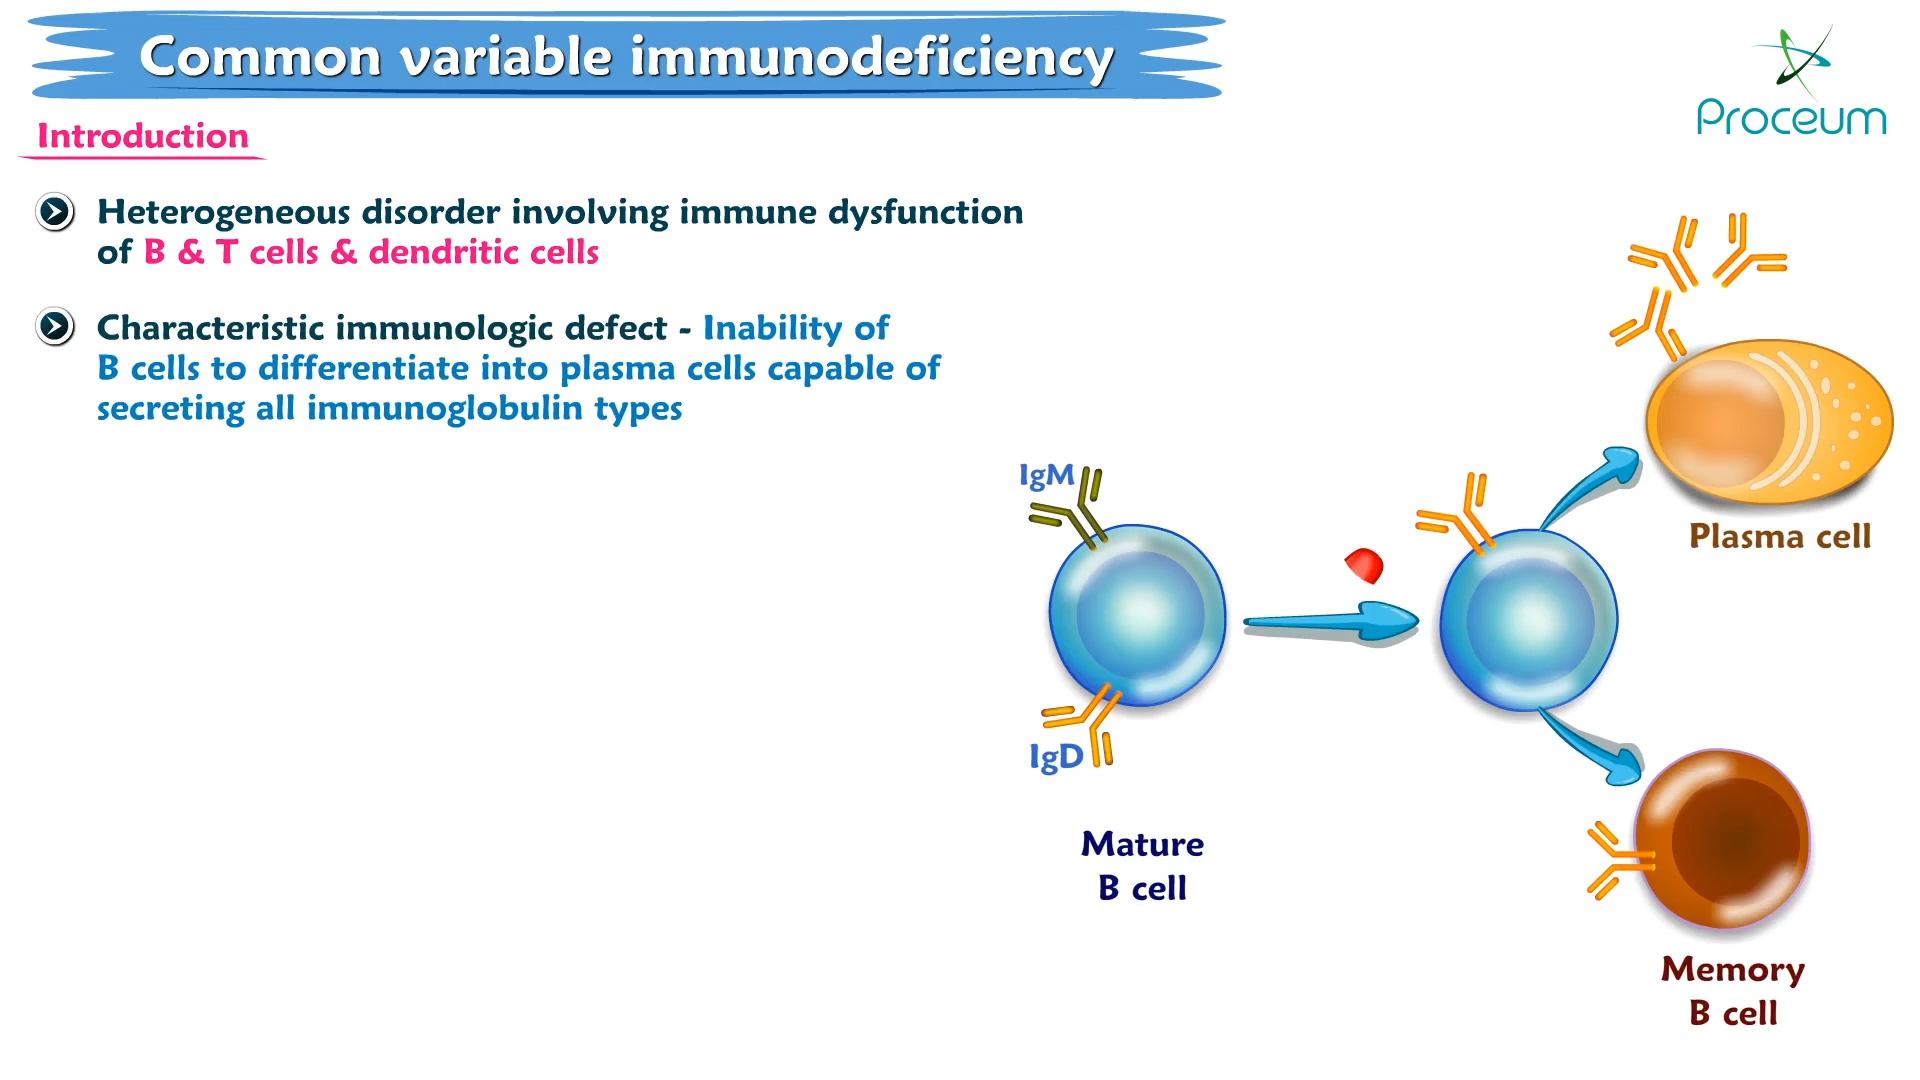 Common variable immunodeficiency
Proceum
Introduction
Heterogeneous disorder involving immune dysfunction
of B & T cells & dendritic cells
Characteristic immunologic defect - Inability of
B cells to differentiate into plasma cells capable of
secreting all immunoglobulin types
IgM
Plasma cell
IgD
Mature
B cell
Memory
B cell